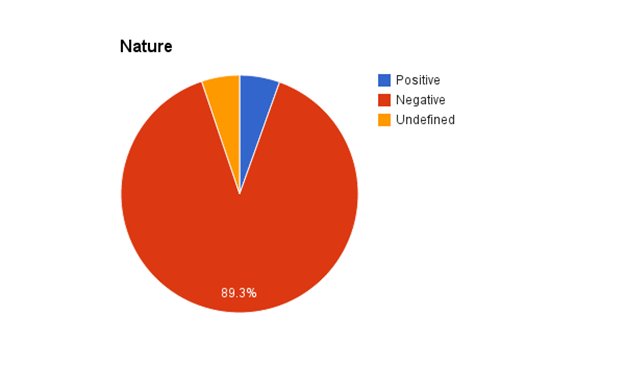 Nature
Positive
Negative
Undefined
89.3%